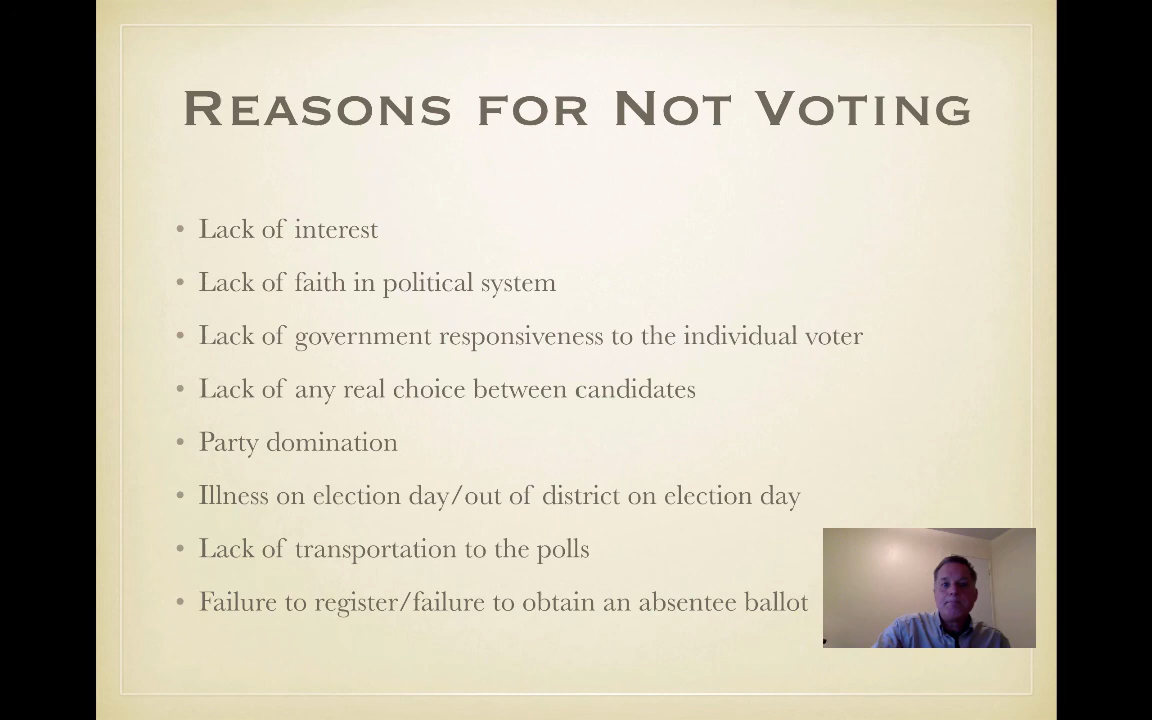 Reasons for Not Voting
• Lack of interest
• Lack of faith in political system
• Lack of government responsiveness to the individual voter
• Lack of any real choice between candidates
• Party domination
• Illness on election day/out of district on election day
• Lack of transportation to the polls
• Failure to register/failure to obtain an absentee ballot